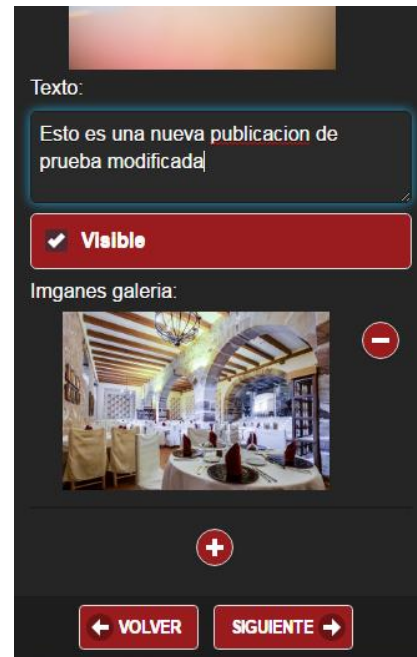 Texto:
Esto es una nueva publicacion de
prueba modificada
Visible
Imganes galeria:
VOLVER
SIGUIENTE